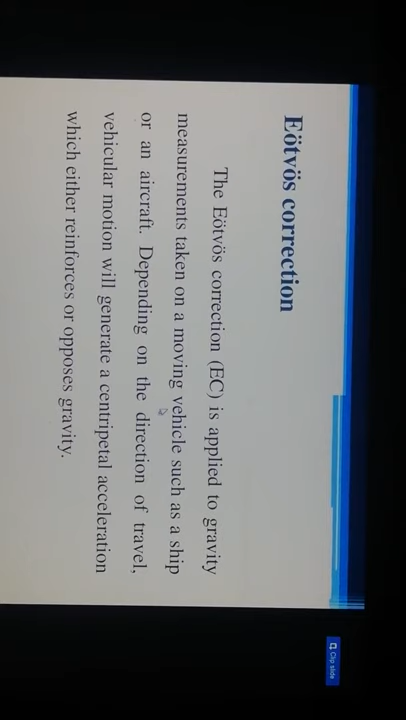 Eötvös correction
The Eötvös correction (EC) is applied to gravity
measurements taken on a moving vehicle such as a ship
or an aircraft. Depending on the direction of travel,
vehicular motion will generate a centripetal acceleration
which either reinforces or opposes gravity.
Clip slide